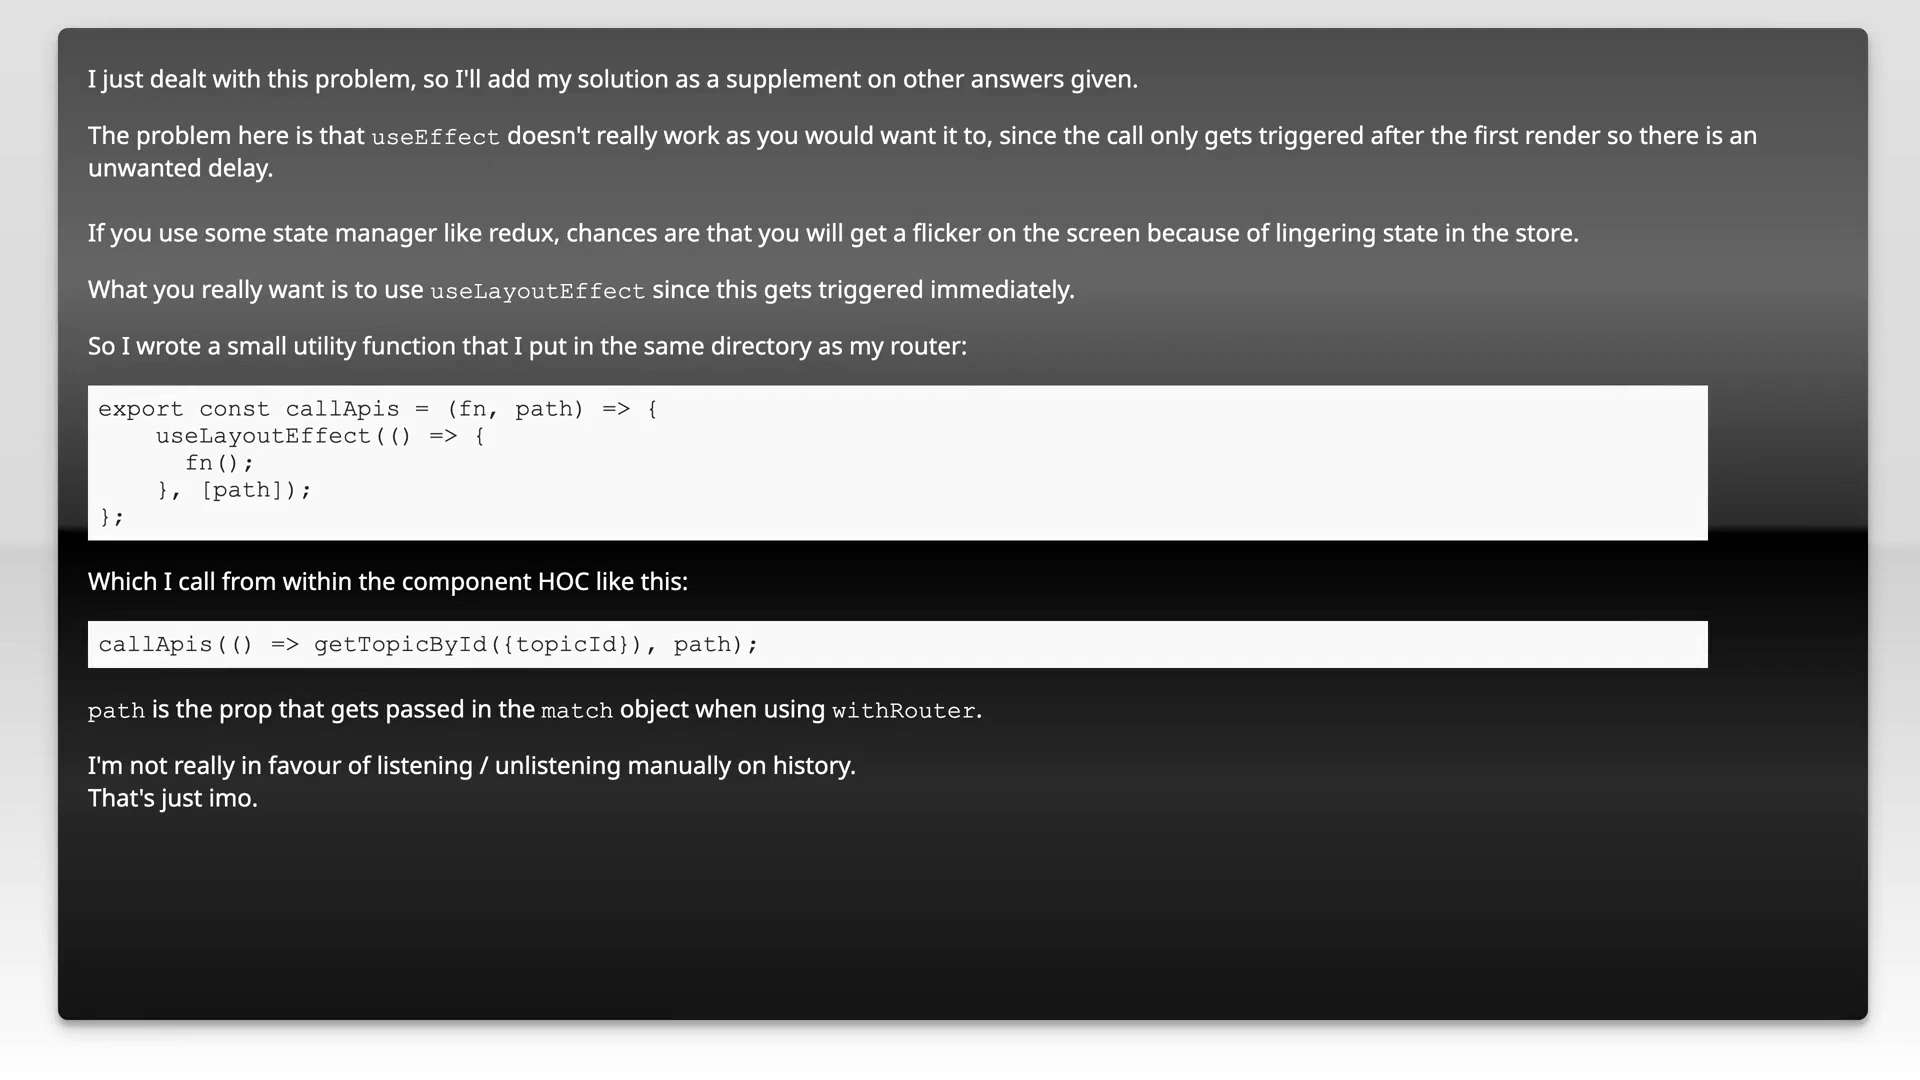 I just dealt with this problem, so I'll add my solution as a supplement on other answers given.
The problem here is that useEffect doesn't really work as you would want it to, since the call only gets triggered after the first render so there is an
unwanted delay.
If you use some state manager like redux, chances are that you will get a flicker on the screen because of lingering state in the store.
What you really want is to use useLayoutEffect since this gets triggered immediately.
So I wrote a small utility function that I put in the same directory as my router:
export const callApis = (fn, path) => {
    useLayoutEffect(() => {
      fn();
    }, [path]);
};
Which I call from within the component HOC like this:
callApis(() => getTopicById({topicId}), path);
path is the prop that gets passed in the match object when using withRouter.
I'm not really in favour of listening / unlistening manually on history.
That's just imo.